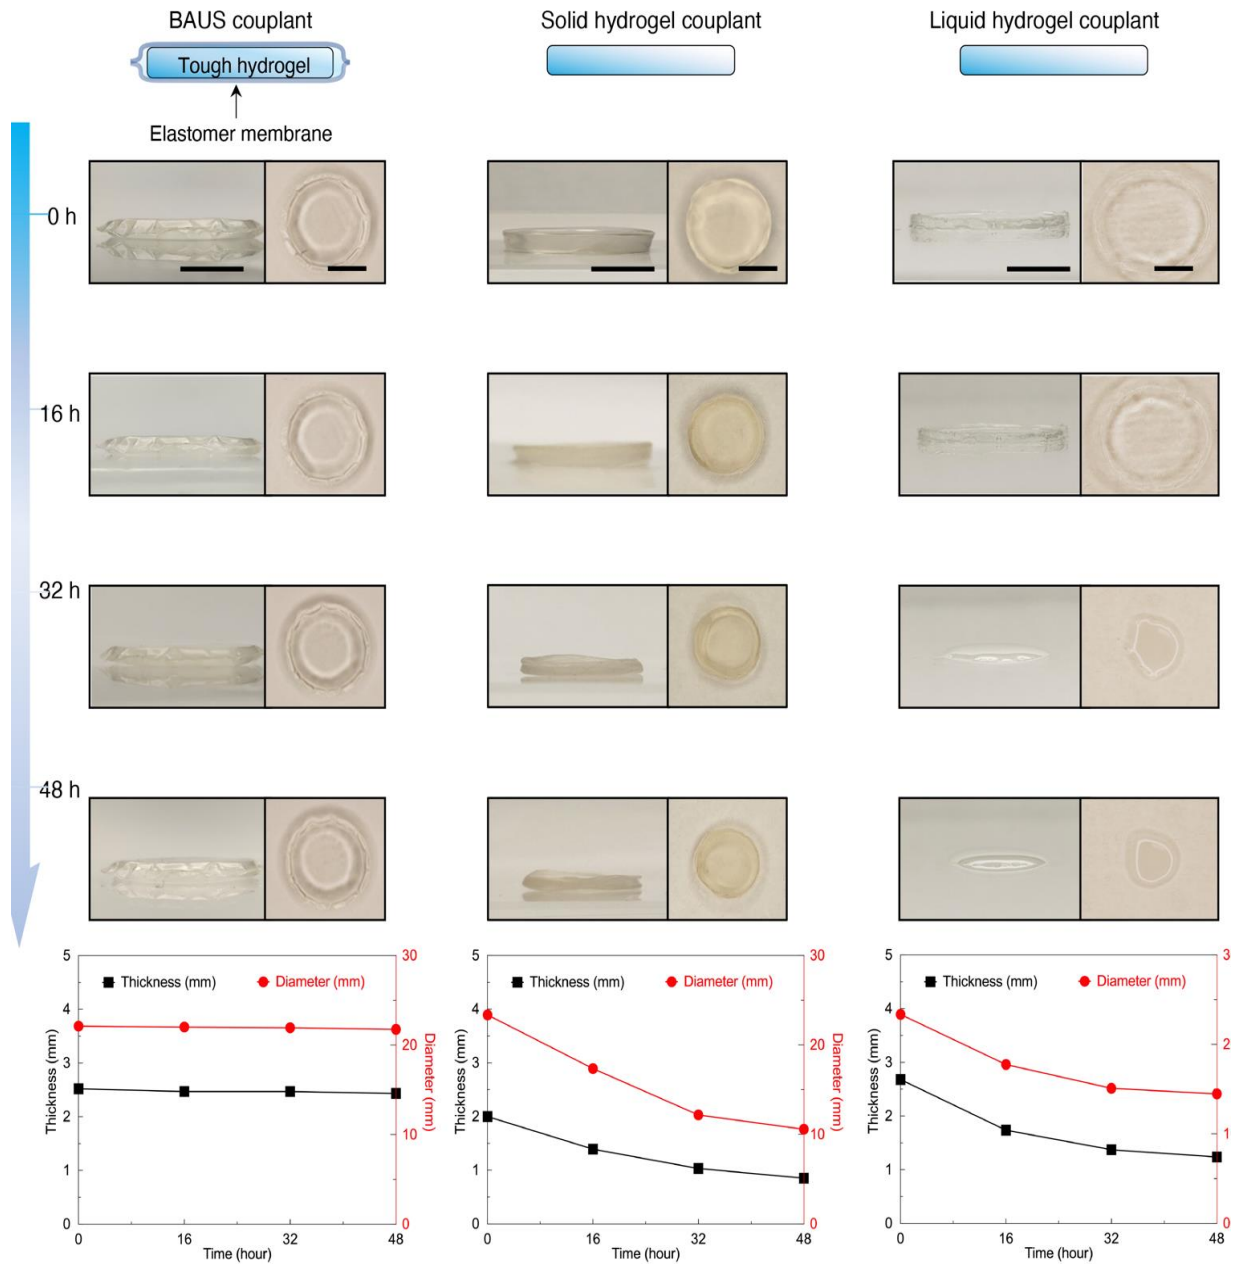 BAUS couplant
Solid hydrogel couplant
Liquid hydrogel couplant
Tough hydrogel
Elastomer membrane
0 h
16 h
32 h
48 h
5
4
3
2
1
0
Thickness (mm)
Thickness (mm)
Diameter (mm)
30
20
10
0
Diameter (mm)
0
16
32
48
Time (hour)
5
4
3
2
1
0
Thickness (mm)
Thickness (mm)
Diameter (mm)
30
20
10
0
Diameter (mm)
0
16
32
48
Time (hour)
5
4
3
2
1
0
Thickness (mm)
Thickness (mm)
Diameter (mm)
3
2
1
0
0
16
32
48
Time (hour)